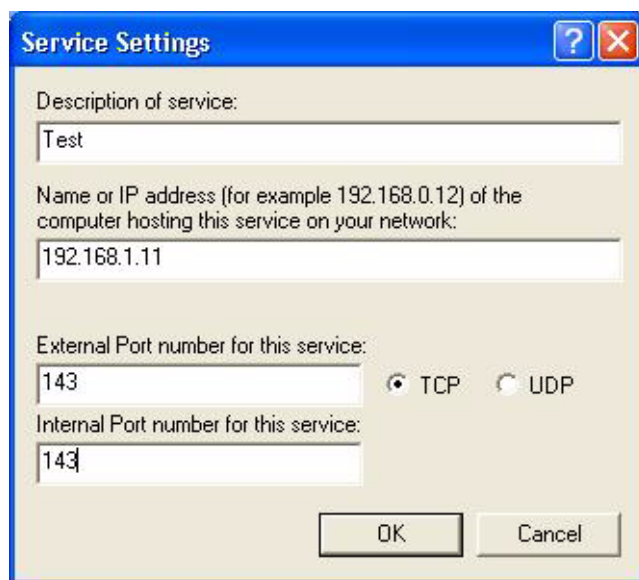 Service Settings
Description of service:
Test
Name or IP address (for example 192.168.0.12) of the
computer hosting this service on your network:
192.168.1.11
External Port number for this service:
143
TCP
UDP
Internal Port number for this service:
143
OK
Cancel